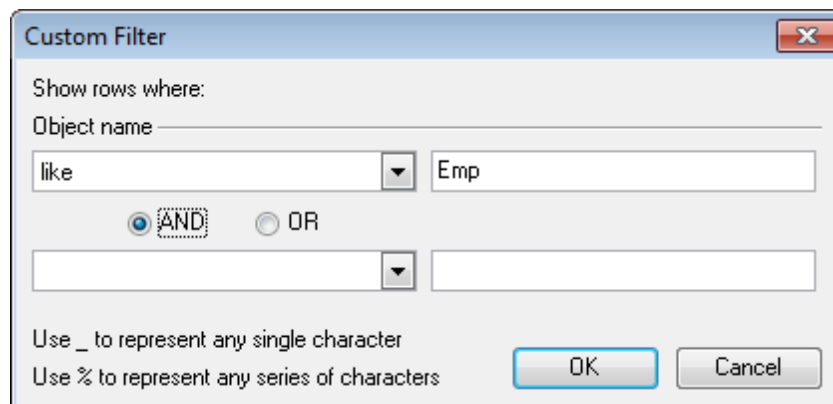 Custom Filter
Show rows where:
Object name
like Emp
AND OR
Use _ to represent any single character
Use % to represent any series of characters
OK Cancel